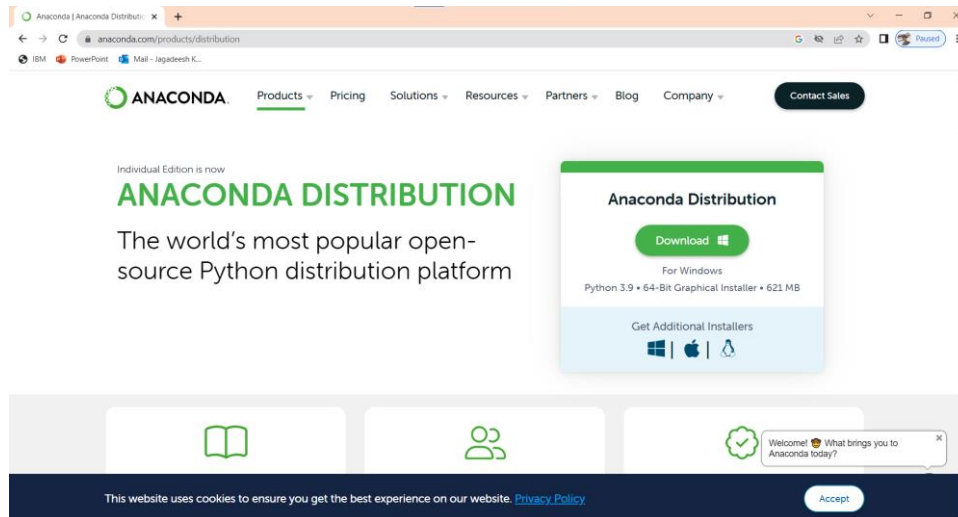 Anaconda | Anaconda Distributio
anaconda.com/products/distribution
Paused
IBM PowerPoint Mail - Jagadeesh K...
ANACONDA. Products Pricing Solutions Resources Partners Blog Company Contact Sales
Individual Edition is now
ANACONDA DISTRIBUTION
The world's most popular open-
source Python distribution platform
Anaconda Distribution
Download
For Windows
Python 3.9 • 64-Bit Graphical Installer • 621 MB
Get Additional Installers
Welcome! 🤠 What brings you to
Anaconda today?
This website uses cookies to ensure you get the best experience on our website. Privacy Policy Accept